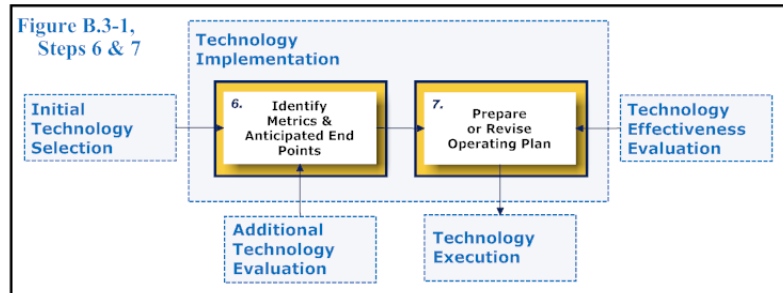 Figure B.3-1,
Steps 6 & 7
Technology
Implementation
Initial
Technology
Selection
6.
Identify
Metrics &
Anticipated End
Points
7.
Prepare
or Revise
Operating Plan
Technology
Effectiveness
Evaluation
Additional
Technology
Evaluation
Technology
Execution